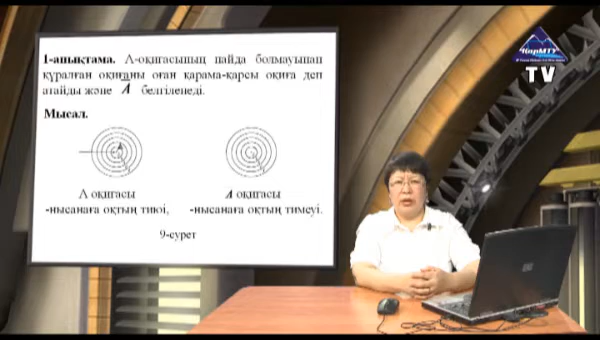 1-анықтама. А-оқиғасының пайда болмауынан
құралған оқиғаны оған қарама-қарсы оқиға деп
атайды және Ā белгіленеді.
Мысал.
А оқиғасы
-нысанаға оқтың тиюі,
Ā оқиғасы
-нысанаға оқтың тимеуі.
9-сурет
КарМТУ
TV